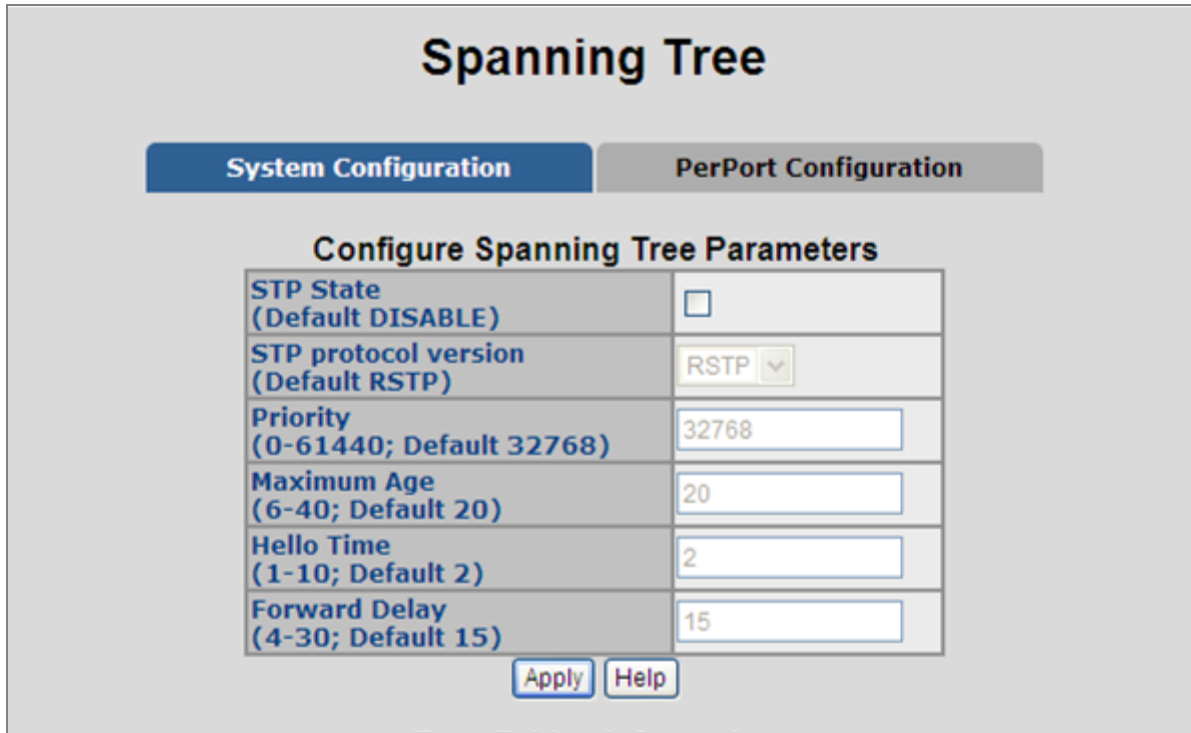 Spanning Tree
System Configuration
PerPort Configuration
Configure Spanning Tree Parameters
STP State
(Default DISABLE)
STP protocol version
(Default RSTP)
RSTP
Priority
(0-61440; Default 32768)
32768
Maximum Age
(6-40; Default 20)
20
Hello Time
(1-10; Default 2)
2
Forward Delay
(4-30; Default 15)
15
Apply
Help